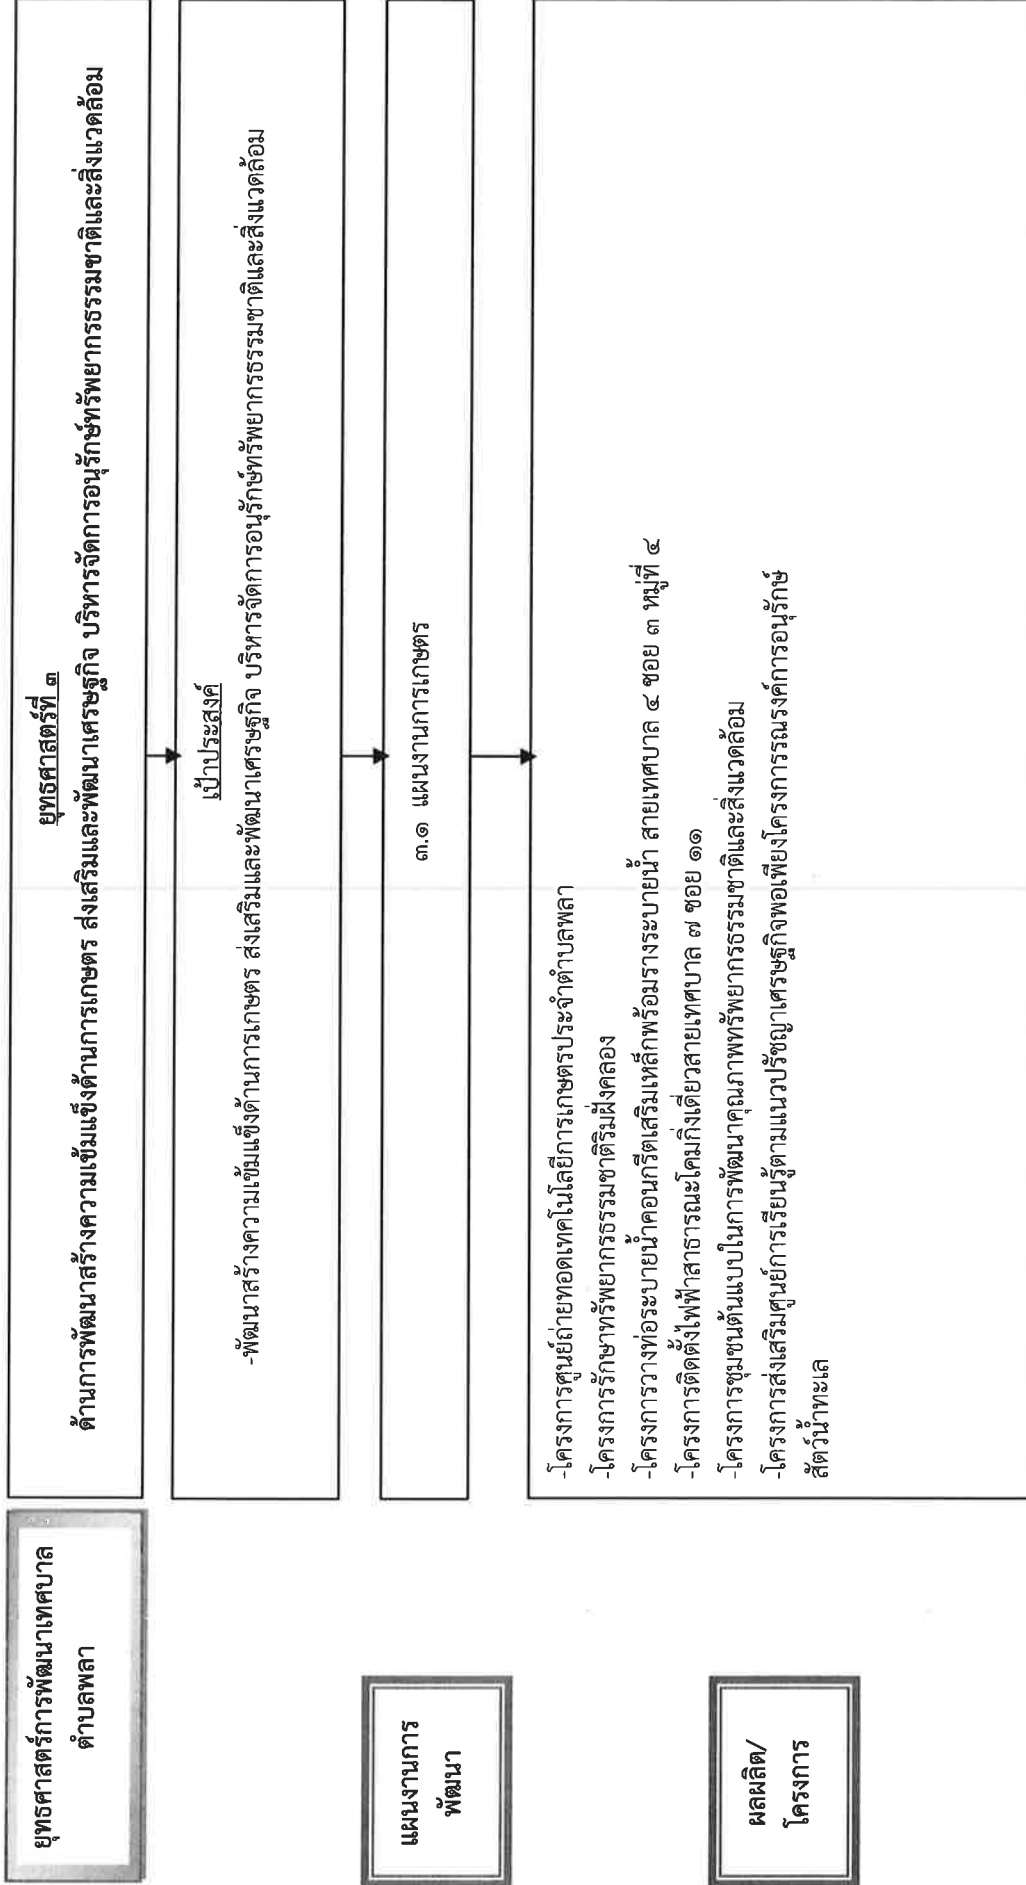 ยุทธศาสตร์การพัฒนาเทศบาล
ตำบลพลา
ยุทธศาสตร์ที่ ๓
ด้านการพัฒนาสร้างความเข้มแข็งด้านการเกษตร ส่งเสริมและพัฒนาเศรษฐกิจ บริหารจัดการอนุรักษ์ทรัพยากรธรรมชาติและสิ่งแวดล้อม
เป้าประสงค์
-พัฒนาสร้างความเข้มแข็งด้านการเกษตร ส่งเสริมและพัฒนาเศรษฐกิจ บริหารจัดการอนุรักษ์ทรัพยากรธรรมชาติและสิ่งแวดล้อม
แผนงานการ
พัฒนา
๓.๑ แผนงานการเกษตร
ผลผลิต/
โครงการ
-โครงการศูนย์ถ่ายทอดเทคโนโลยีการเกษตรประจำตำบลพลา
-โครงการรักษาทรัพยากรธรรมชาติริมฝั่งคลอง
-โครงการวางท่อระบายน้ำคอนกรีตเสริมเหล็กพร้อมรางระบายน้ำ สายเทศบาล ๔ ซอย ๓ หมู่ที่ ๔
-โครงการติดตั้งไฟฟ้าสาธารณะโคมกิ่งเดี่ยวสายเทศบาล ๗ ซอย ๑๑
-โครงการชุมชนต้นแบบในการพัฒนาคุณภาพทรัพยากรธรรมชาติและสิ่งแวดล้อม
-โครงการส่งเสริมศูนย์การเรียนรู้ตามแนวปรัชญาเศรษฐกิจพอเพียงโครงการรณรงค์การอนุรักษ์
สัตว์น้ำทะเล